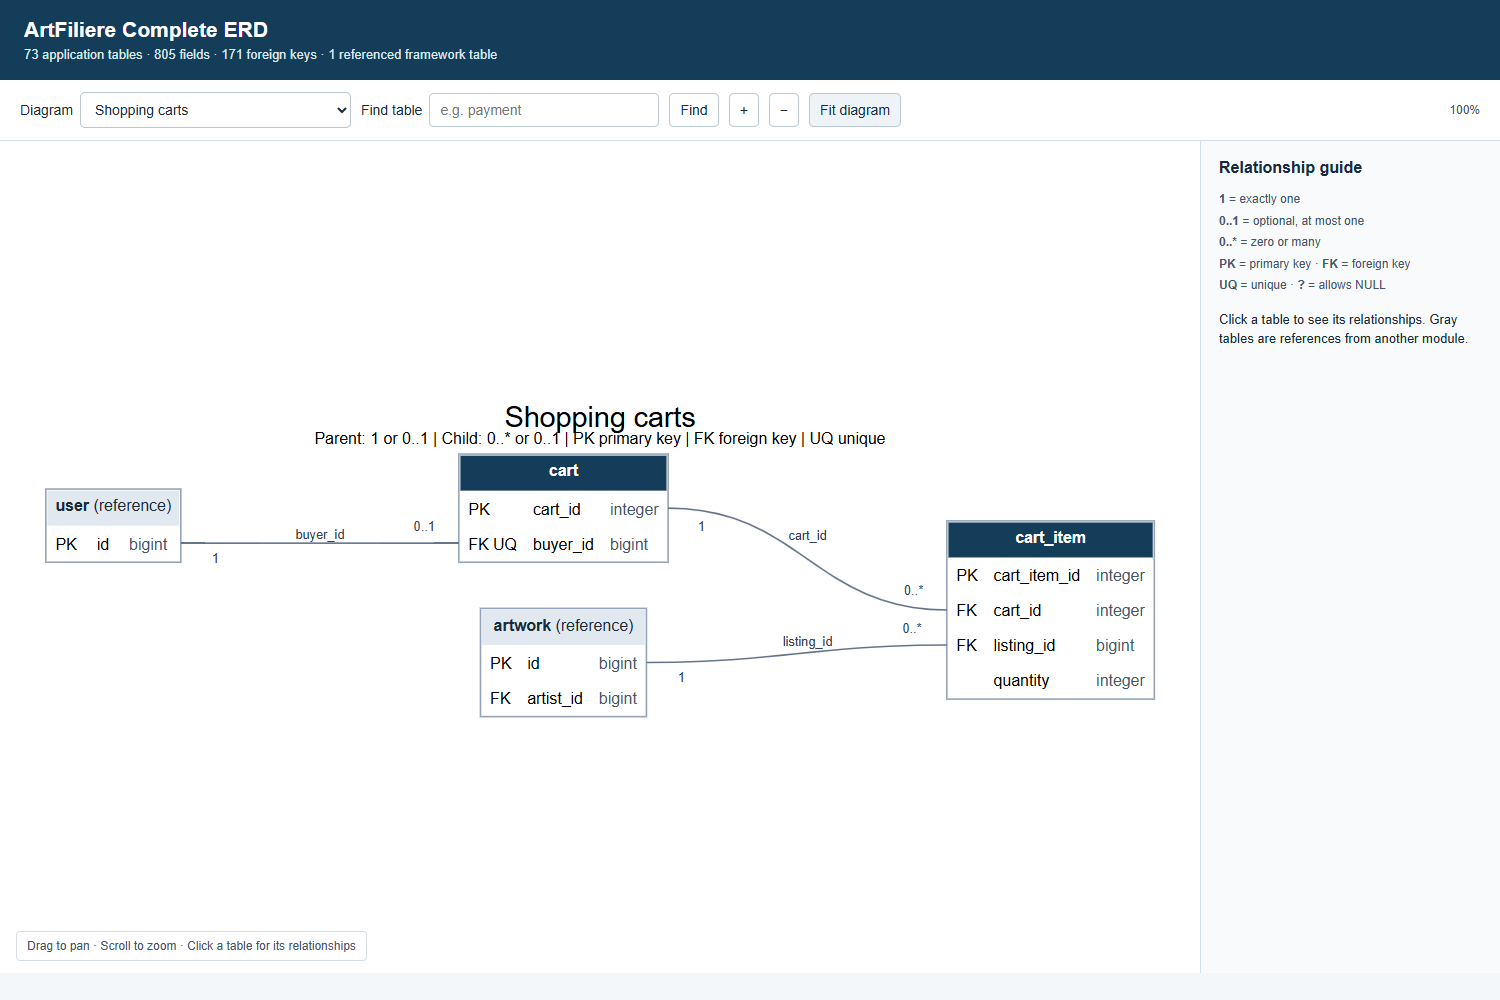 ArtFiliere Complete ERD
73 application tables · 805 fields · 171 foreign keys · 1 referenced framework table
Diagram Shopping carts Find table e.g. payment Find + − Fit diagram 100%
Relationship guide
1 = exactly one
0..1 = optional, at most one
0..* = zero or many
PK = primary key · FK = foreign key
UQ = unique · ? = allows NULL
Click a table to see its relationships. Gray
tables are references from another module.
Shopping carts
Parent: 1 or 0..1 | Child: 0..* or 0..1 | PK primary key | FK foreign key | UQ unique
user (reference)
PK id bigint
1
buyer_id
0..1
cart
PK cart_id integer
FK UQ buyer_id bigint
1
cart_id
0..*
artwork (reference)
PK id bigint
FK artist_id bigint
1
listing_id
0..*
cart_item
PK cart_item_id integer
FK cart_id integer
FK listing_id bigint
quantity integer
Drag to pan · Scroll to zoom · Click a table for its relationships